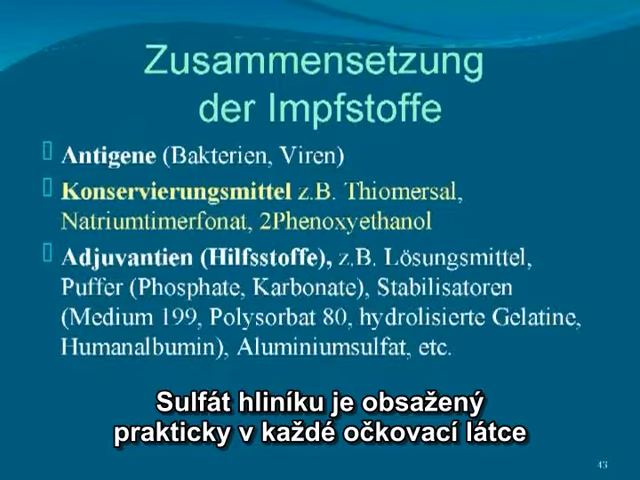 Zusammensetzung
der Impfstoffe
Antigene (Bakterien, Viren)
Konservierungsmittel z.B. Thiomersal,
Natriumtimerfonat, 2Phenoxyethanol
Adjuvantien (Hilfsstoffe), z.B. Lösungsmittel,
Puffer (Phosphate, Karbonate), Stabilisatoren
(Medium 199, Polysorbat 80, hydrolisierte Gelatine,
Humanalbumin), Aluminiumsulfat, etc.
Sulfát hliníku je obsažený
prakticky v každé očkovací látce
43